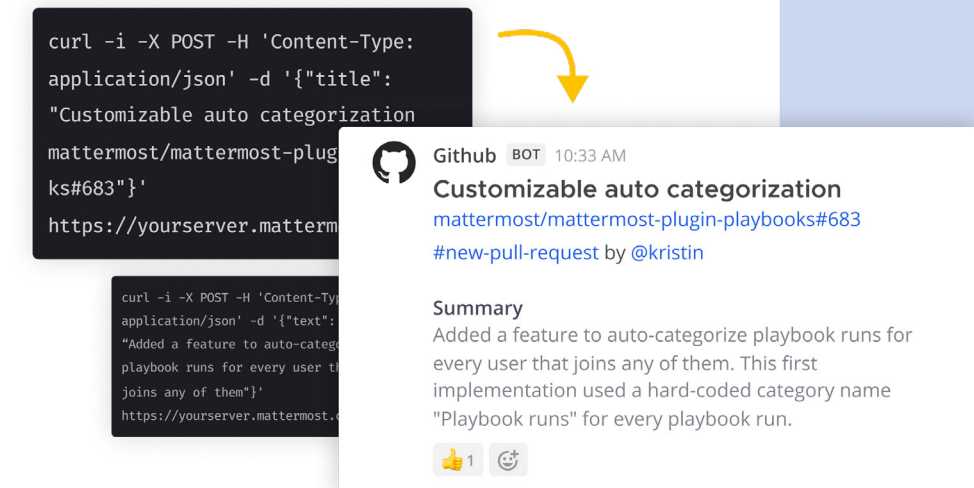 curl -i -X POST -H 'Content-Type:
application/json' -d '{"title":
"Customizable auto categorization
mattermost/mattermost-plug
ks#683"}'
https://yourserver.matterm
curl -i -X POST -H 'Content-Typ
application/json' -d '{"text":
“Added a feature to auto-catego
playbook runs for every user th
joins any of them"}'
https://yourserver.mattermost.
Github BOT 10:33 AM
Customizable auto categorization
mattermost/mattermost-plugin-playbooks#683
#new-pull-request by @kristin
Summary
Added a feature to auto-categorize playbook runs for
every user that joins any of them. This first
implementation used a hard-coded category name
"Playbook runs" for every playbook run.
1